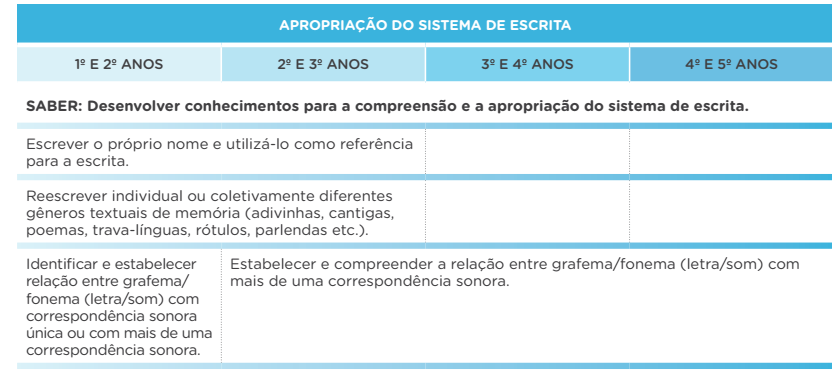 APROPRIAÇÃO DO SISTEMA DE ESCRITA
1º E 2º ANOS
2º E 3º ANOS
3º E 4º ANOS
4º E 5º ANOS
SABER: Desenvolver conhecimentos para a compreensão e a apropriação do sistema de escrita.
Escrever o próprio nome e utilizá-lo como referência
para a escrita.
Reescrever individual ou coletivamente diferentes
gêneros textuais de memória (adivinhas, cantigas,
poemas, trava-línguas, rótulos, parlendas etc.).
Identificar e estabelecer
relação entre grafema/
fonema (letra/som) com
correspondência sonora
única ou com mais de uma
correspondência sonora.
Estabelecer e compreender a relação entre grafema/fonema (letra/som) com
mais de uma correspondência sonora.